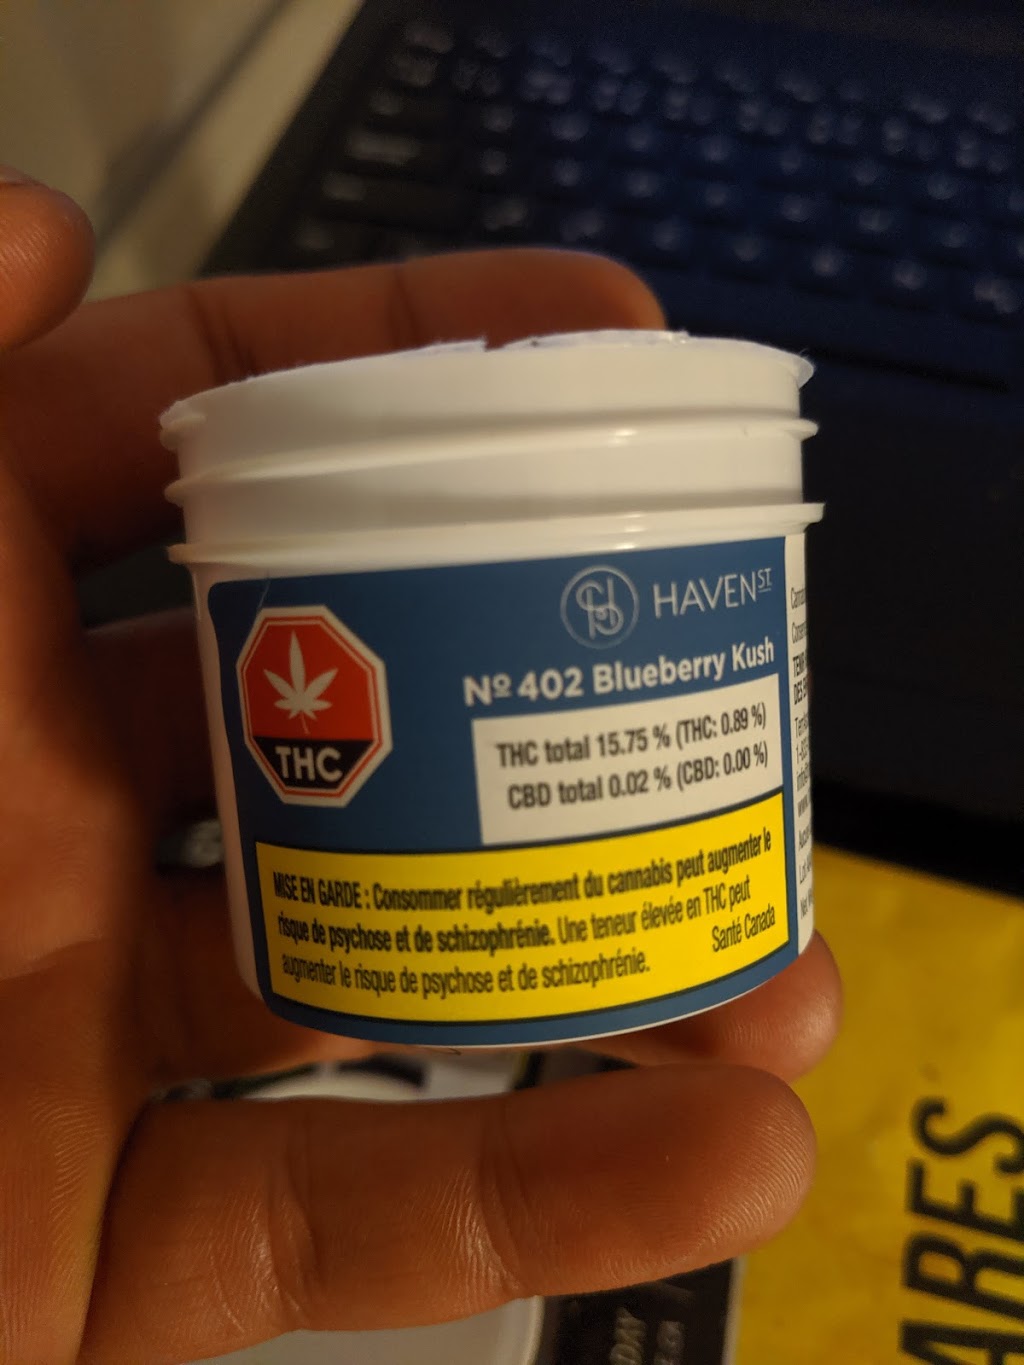 HAVEN ST.
Nº 402 Blueberry Kush
THC total 15.75 % (THC: 0.89 %)
CBD total 0.02 % (CBD: 0.00 %)
THC
MISE EN GARDE : Consommer régulièrement du cannabis peut augmenter le
risque de psychose et de schizophrénie. Une teneur élevée en THC peut
augmenter le risque de psychose et de schizophrénie.
Santé Canada
ARES
DAY